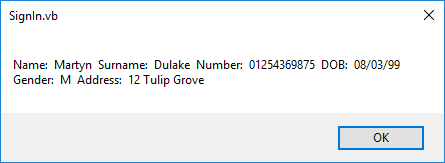 SignIn.vb
Name: Martyn Surname: Dulake Number: 01254369875 DOB: 08/03/99
Gender: M Address: 12 Tulip Grove
OK